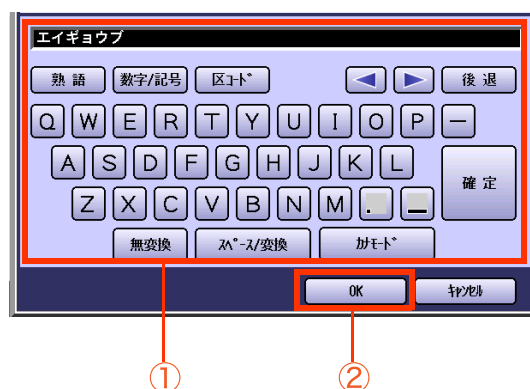 エイギョウブ
熟 語 数字/記号 区ｺｰﾄﾞ ◀ ▶ 後 退
Q W E R T Y U I O P ー
A S D F G H J K L
確 定
Z X C V B N M . _
無変換 ｽﾍﾟｰｽ/変換 ｶﾅﾓｰﾄﾞ
OK ｷｬﾝｾﾙ
① ②